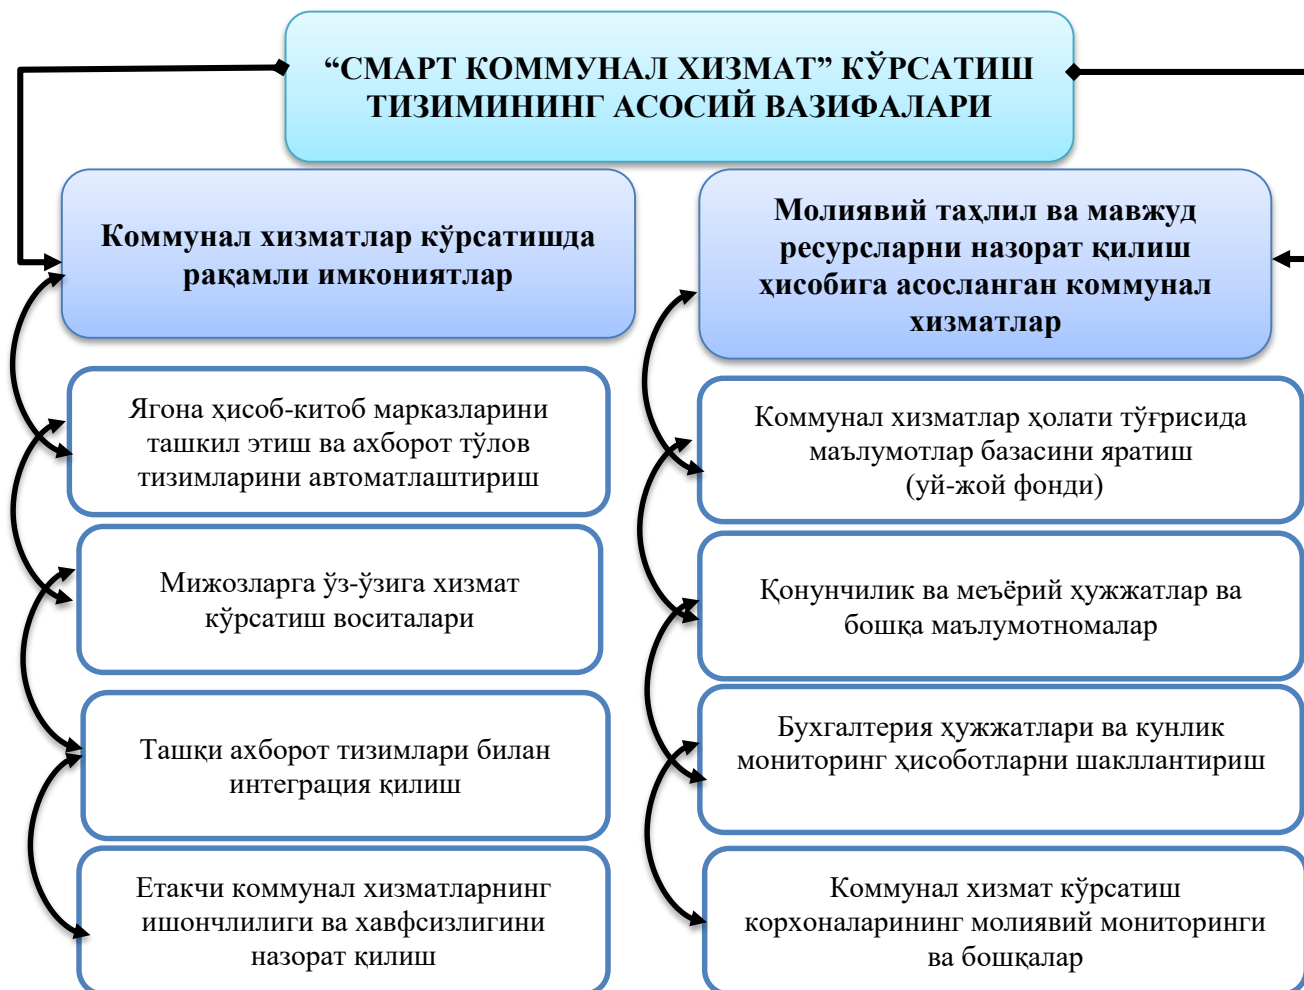 “СМАРТ КОММУНАЛ ХИЗМАТ” КЎРСАТИШ
ТИЗИМИНИНГ АСОСИЙ ВАЗИФАЛАРИ
Коммунал хизматлар кўрсатишда
рақамли имкониятлар
Ягона ҳисоб-китоб марказларини
ташкил этиш ва ахборот тўлов
тизимларини автоматлаштириш
Мижозларга ўз-ўзига хизмат
кўрсатиш воситалари
Ташқи ахборот тизимлари билан
интеграция қилиш
Етакчи коммунал хизматларнинг
ишончлилиги ва хавфсизлигини
назорат қилиш
Молиявий таҳлил ва мавжуд
ресурсларни назорат қилиш
ҳисобига асосланган коммунал
хизматлар
Коммунал хизматлар ҳолати тўғрисида
маълумотлар базасини яратиш
(уй-жой фонди)
Қонунчилик ва меъёрий ҳужжатлар ва
бошқа маълумотномалар
Бухгалтерия ҳужжатлари ва кунлик
мониторинг ҳисоботларни шакллантириш
Коммунал хизмат кўрсатиш
корхоналарининг молиявий мониторинги
ва бошқалар